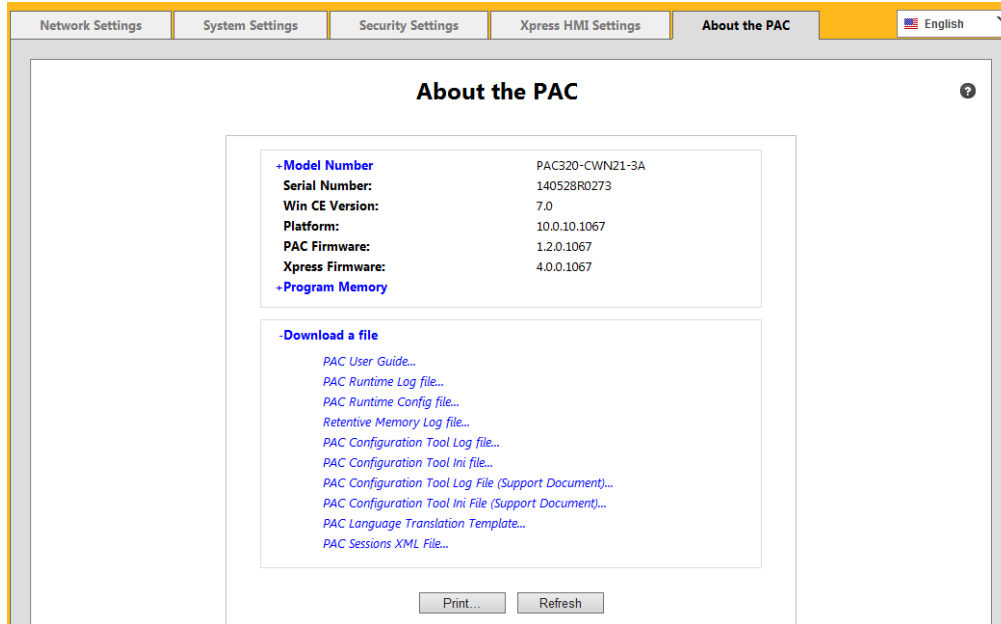 Network Settings
System Settings
Security Settings
Xpress HMI Settings
About the PAC
English
About the PAC
?
+Model Number PAC320-CWN21-3A
Serial Number: 140528R0273
Win CE Version: 7.0
Platform: 10.0.10.1067
PAC Firmware: 1.2.0.1067
Xpress Firmware: 4.0.0.1067
+Program Memory
-Download a file
PAC User Guide...
PAC Runtime Log file...
PAC Runtime Config file...
Retentive Memory Log file...
PAC Configuration Tool Log file...
PAC Configuration Tool Ini file...
PAC Configuration Tool Log File (Support Document)...
PAC Configuration Tool Ini File (Support Document)...
PAC Language Translation Template...
PAC Sessions XML File...
Print...
Refresh